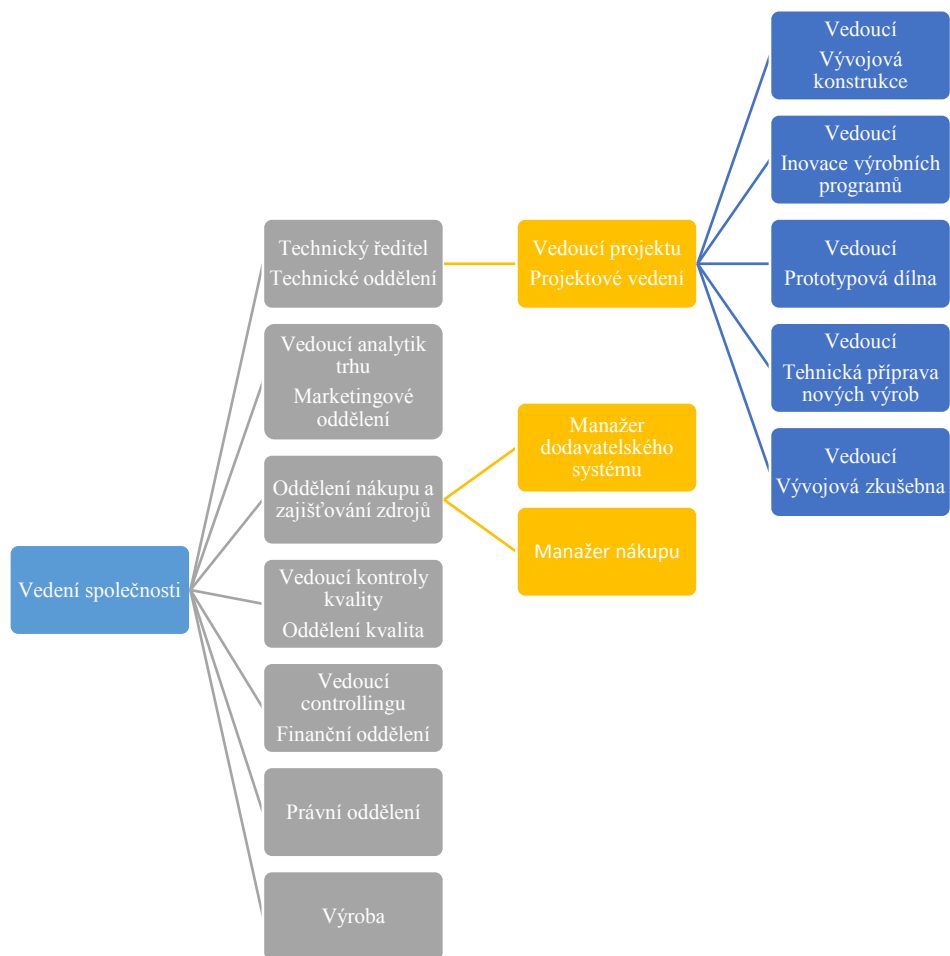 Vedení společnosti
Technický ředitel
Technické oddělení
Vedoucí analytik
trhu
Marketingové
oddělení
Oddělení nákupu a
zajišťování zdrojů
Vedoucí kontroly
kvality
Oddělení kvalita
Vedoucí
controllingu
Finanční oddělení
Právní oddělení
Výroba
Vedoucí projektu
Projektové vedení
Manažer
dodavatelského
systému
Manažer nákupu
Vedoucí
Vývojová
konstrukce
Vedoucí
Inovace výrobních
programů
Vedoucí
Prototypová dílna
Vedoucí
Tehnická příprava
nových výrob
Vedoucí
Vývojová zkušebna